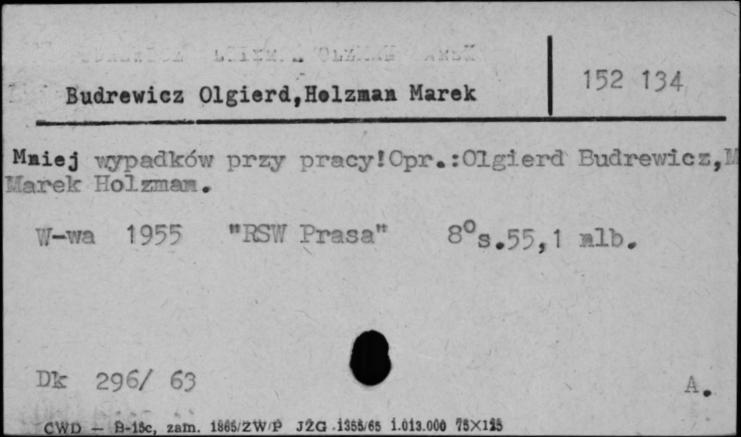 152 134
Budrewicz Olgierd,Holzman Marek
Mniej wypadków przy pracy!Opr.:Olgierd Budrewicz,M
Marek Holzman.
W-wa 1955 "RSW Prasa" 8°s.55,1 nlb.
Dk 296/ 63
A.
CWD — B-15c, zam. 1865/ZW/P JZG .1355/65 1.013.000 75X125